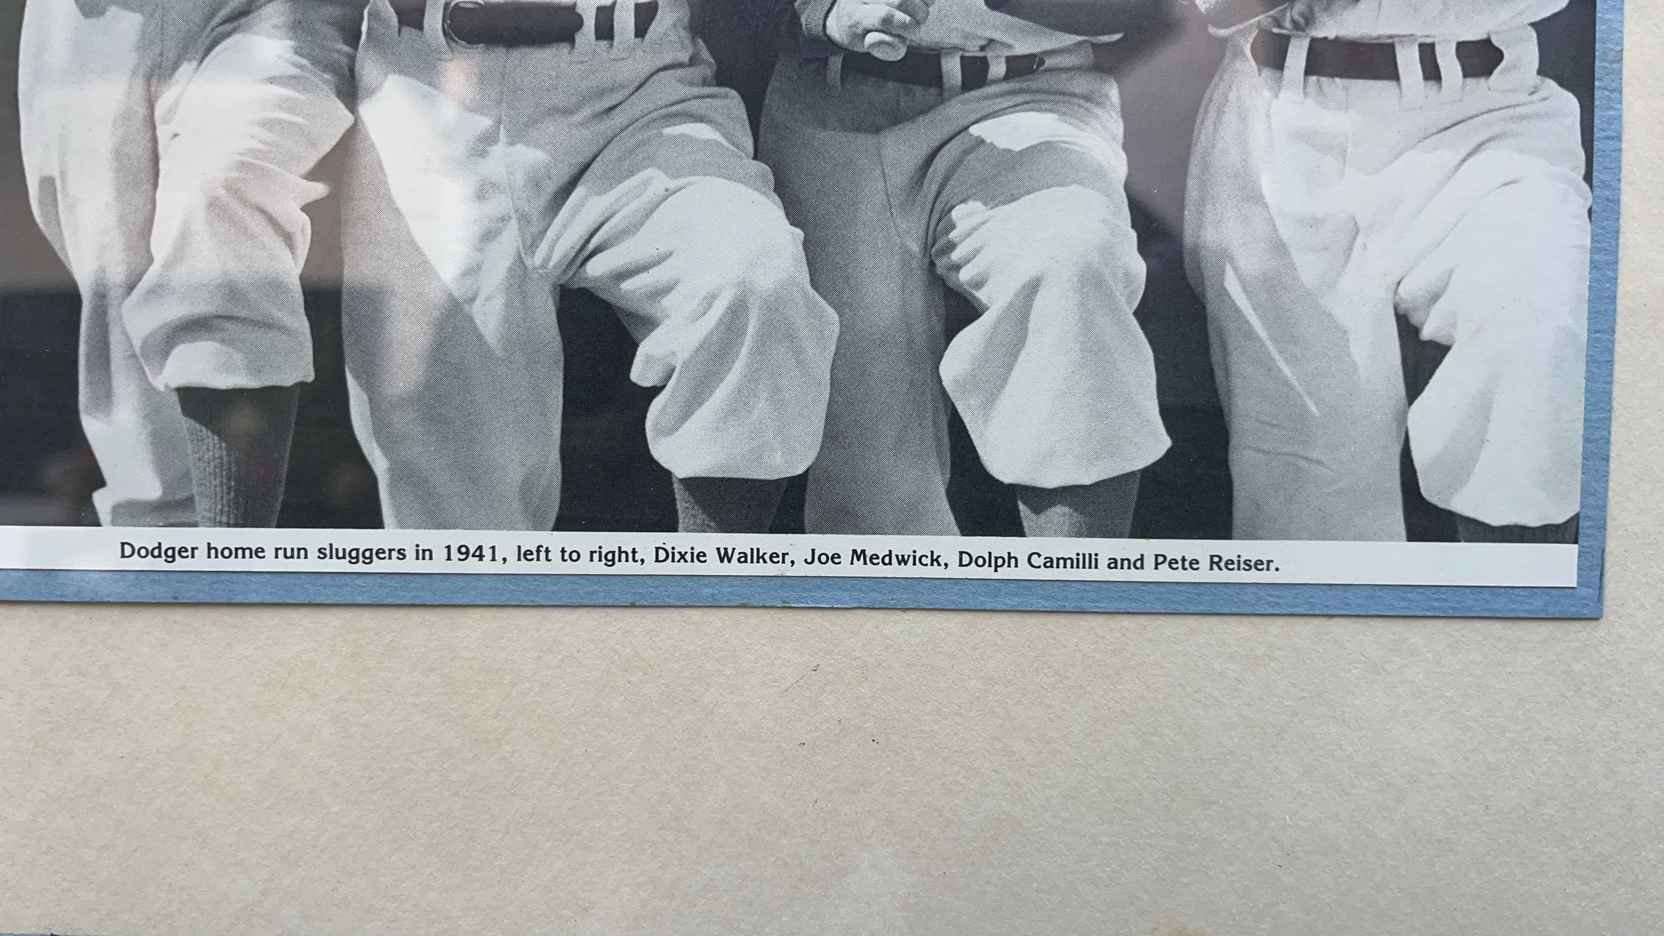 Dodger home run sluggers in 1941, left to right, Dixie Walker, Joe Medwick, Dolph Camilli and Pete Reiser.